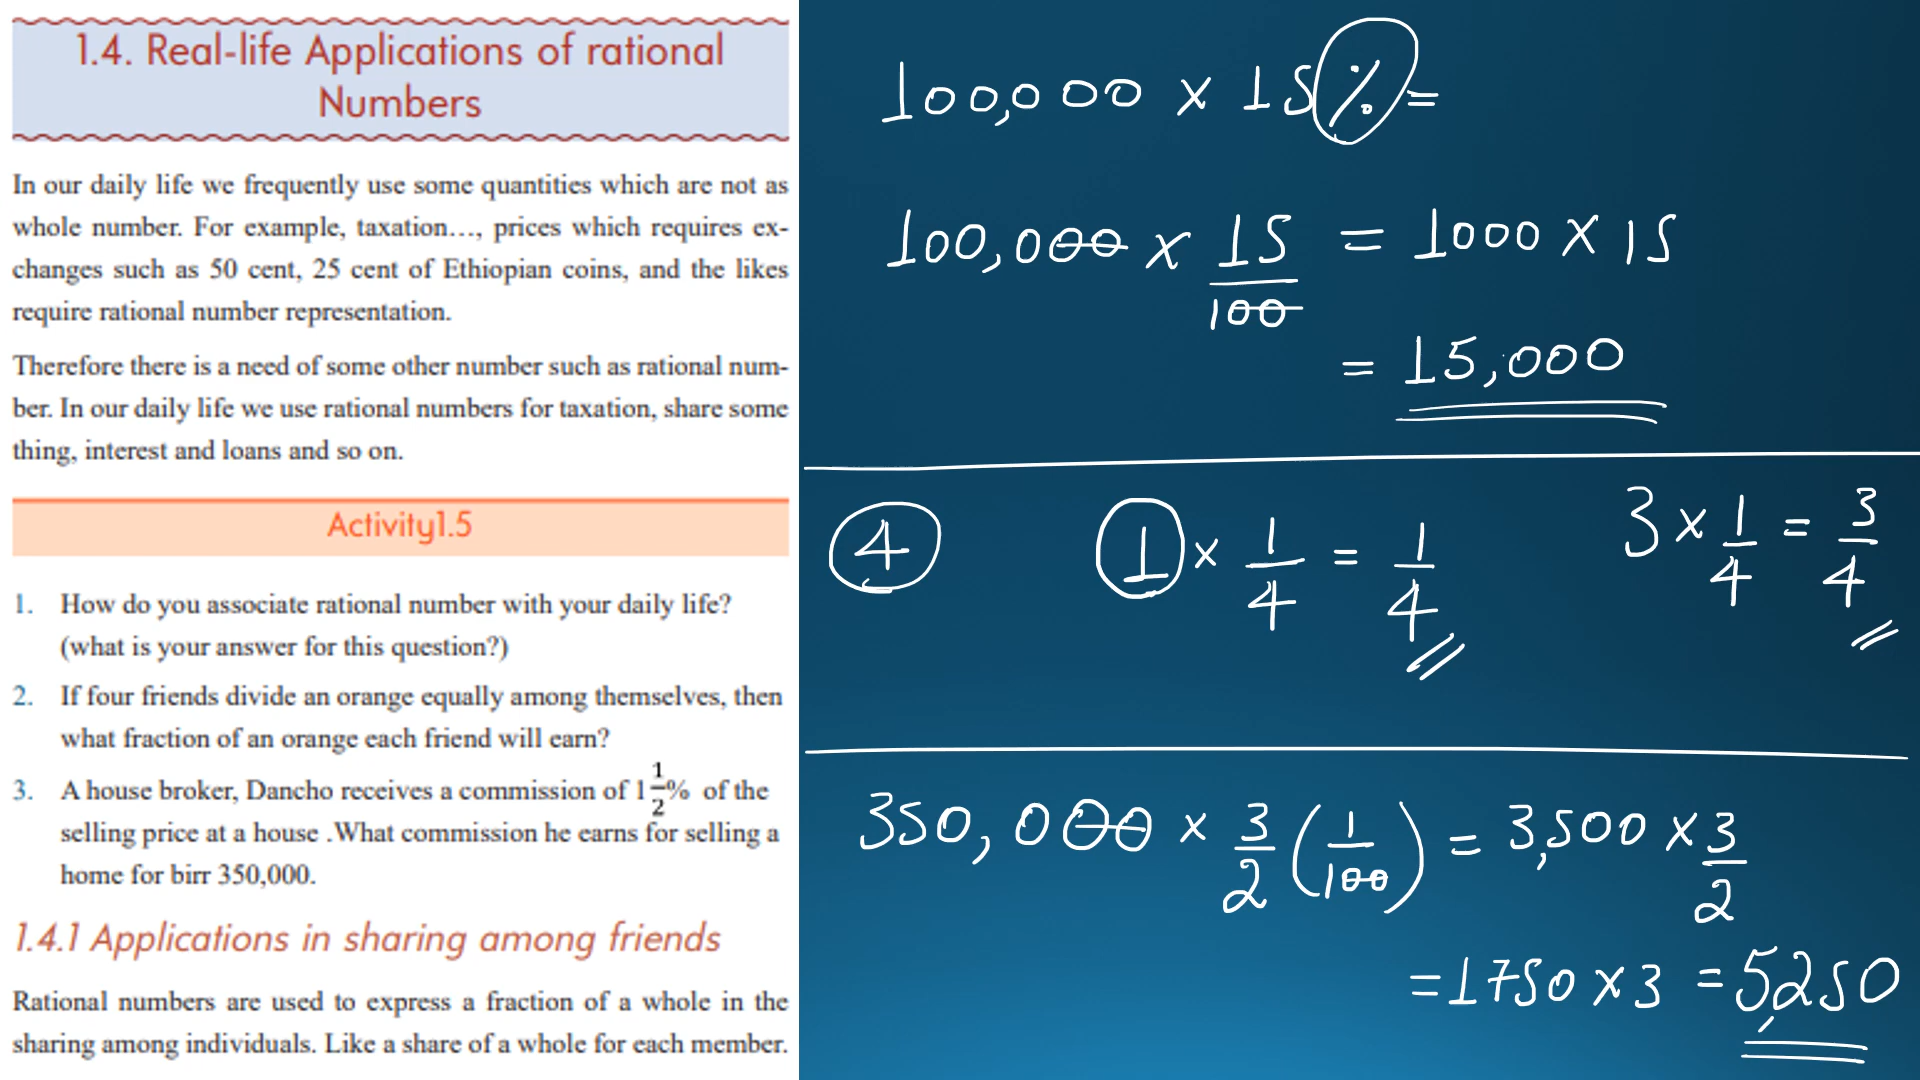 1.4. Real-life Applications of rational
Numbers
In our daily life we frequently use some quantities which are not as
whole number. For example, taxation…, prices which requires ex-
changes such as 50 cent, 25 cent of Ethiopian coins, and the likes
require rational number representation.
Therefore there is a need of some other number such as rational num-
ber. In our daily life we use rational numbers for taxation, share some
thing, interest and loans and so on.
Activity1.5
1. How do you associate rational number with your daily life?
(what is your answer for this question?)
2. If four friends divide an orange equally among themselves, then
what fraction of an orange each friend will earn?
3. A house broker, Dancho receives a commission of 1 1/2% of the
selling price at a house .What commission he earns for selling a
home for birr 350,000.
1.4.1 Applications in sharing among friends
Rational numbers are used to express a fraction of a whole in the
sharing among individuals. Like a share of a whole for each member.
100,000 × 15% =
100,000 × 15/100 = 1000 × 15
= 15,000
4 1 × 1/4 = 1/4 3 × 1/4 = 3/4
350,000 × 3/2 (1/100) = 3,500 × 3/2
= 1750 × 3 = 5,250